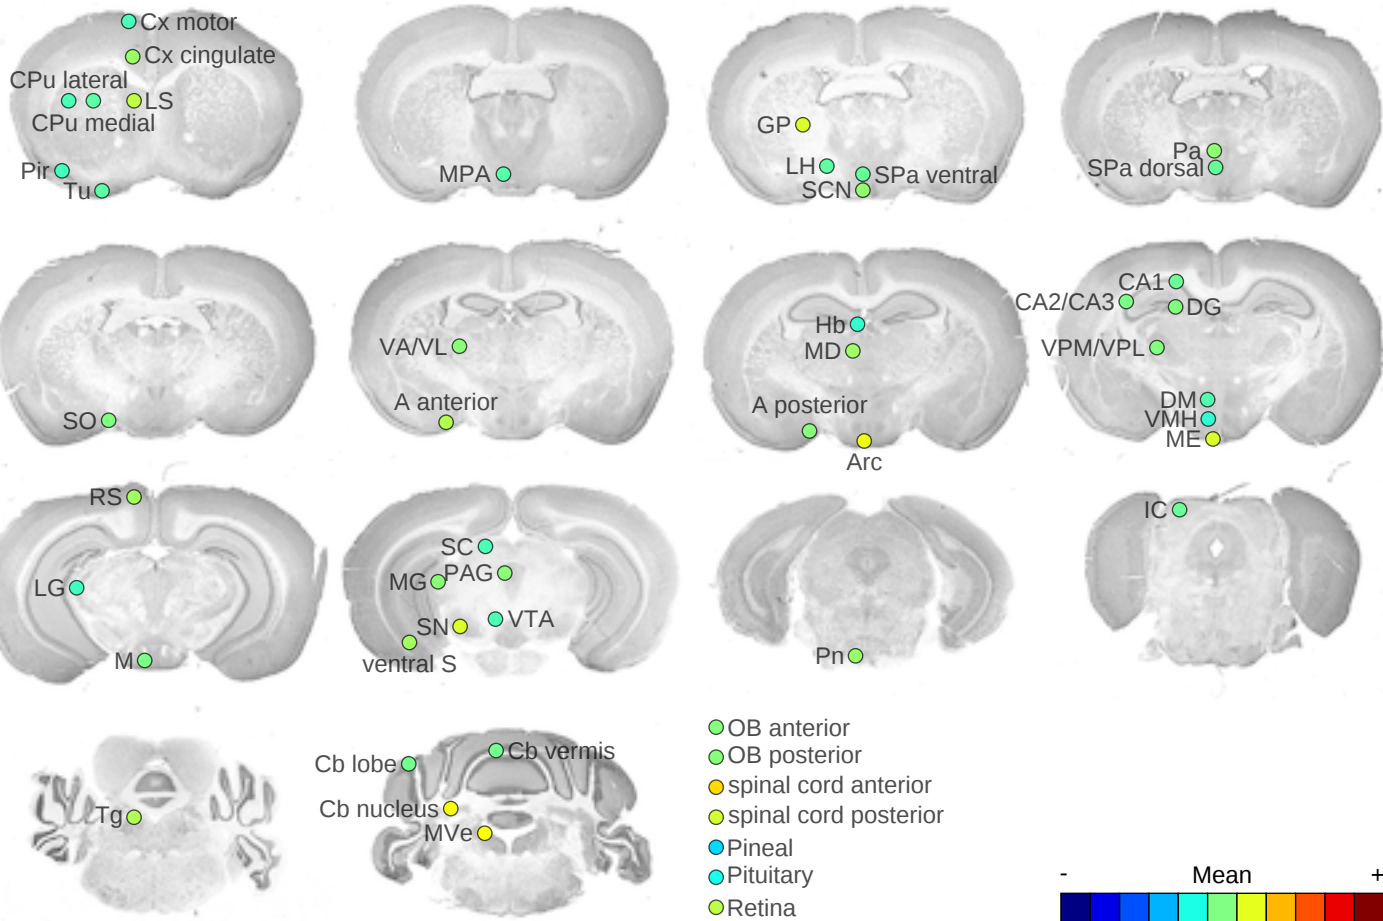 Cx motor
Cx cingulate
CPu lateral
LS
CPu medial
Pir
Tu
MPA
GP
LH
SPa ventral
SCN
Pa
SPa dorsal
SO
VA/VL
A anterior
Hb
MD
A posterior
Arc
CA1
CA2/CA3
DG
VPM/VPL
DM
VMH
ME
RS
LG
M
SC
MG
PAG
SN
VTA
ventral S
Pn
IC
Tg
Cb lobe
Cb vermis
Cb nucleus
MVe
OB anterior
OB posterior
spinal cord anterior
spinal cord posterior
Pineal
Pituitary
Retina
- Mean +